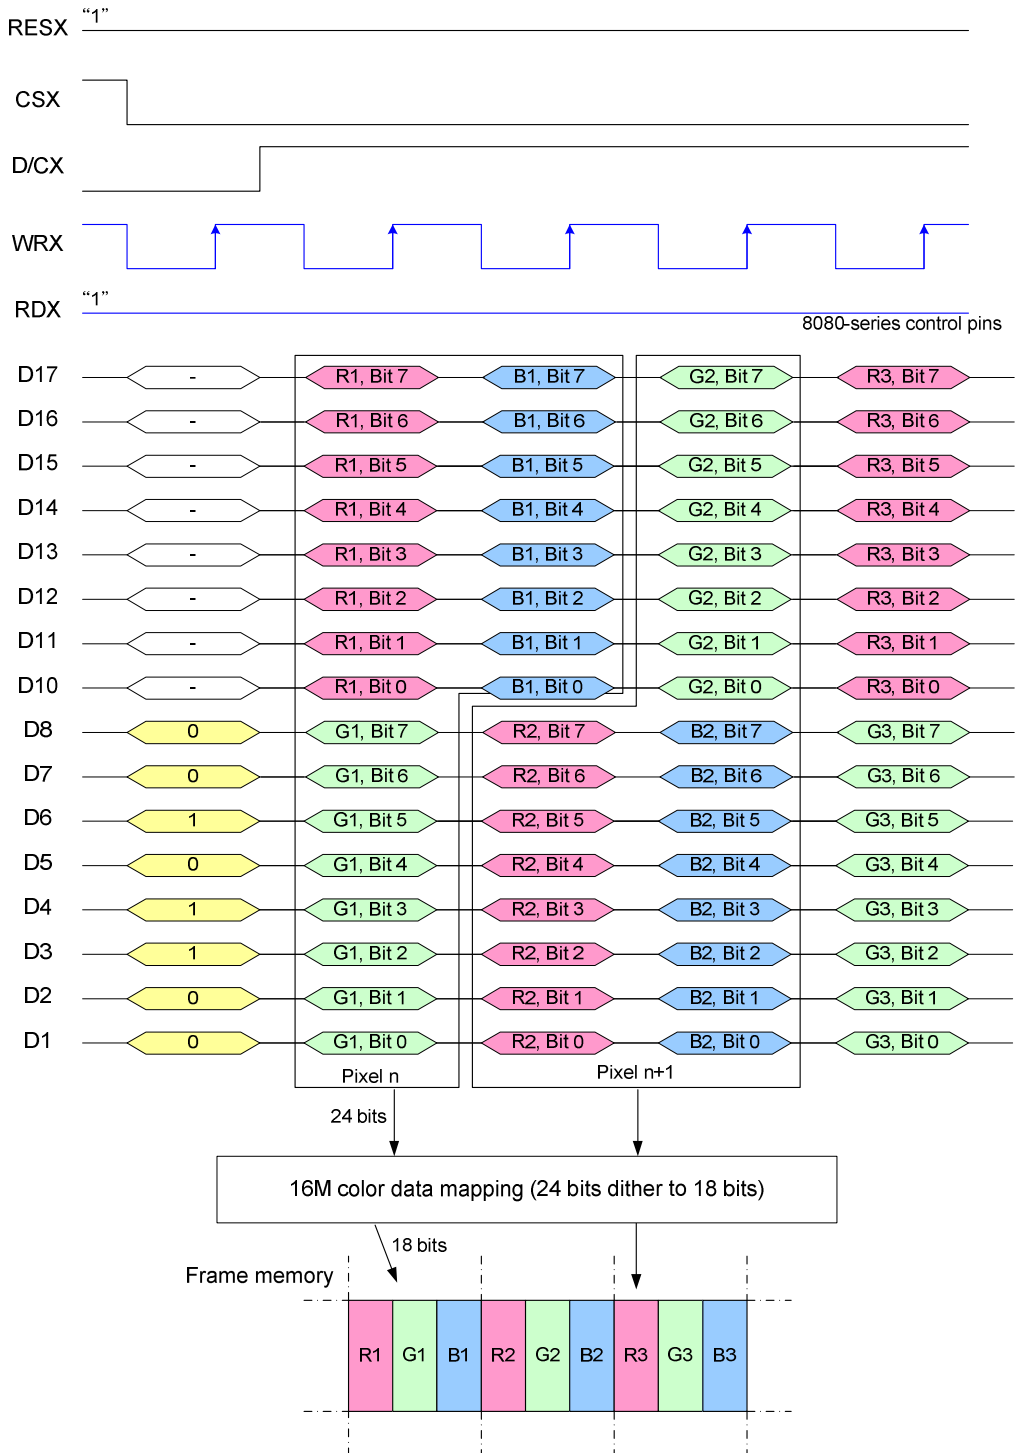 RESX “1”
CSX
D/CX
WRX
RDX “1”
8080-series control pins
D17 - R1, Bit 7 B1, Bit 7 G2, Bit 7 R3, Bit 7
D16 - R1, Bit 6 B1, Bit 6 G2, Bit 6 R3, Bit 6
D15 - R1, Bit 5 B1, Bit 5 G2, Bit 5 R3, Bit 5
D14 - R1, Bit 4 B1, Bit 4 G2, Bit 4 R3, Bit 4
D13 - R1, Bit 3 B1, Bit 3 G2, Bit 3 R3, Bit 3
D12 - R1, Bit 2 B1, Bit 2 G2, Bit 2 R3, Bit 2
D11 - R1, Bit 1 B1, Bit 1 G2, Bit 1 R3, Bit 1
D10 - R1, Bit 0 B1, Bit 0 G2, Bit 0 R3, Bit 0
D8 0 G1, Bit 7 R2, Bit 7 B2, Bit 7 G3, Bit 7
D7 0 G1, Bit 6 R2, Bit 6 B2, Bit 6 G3, Bit 6
D6 1 G1, Bit 5 R2, Bit 5 B2, Bit 5 G3, Bit 5
D5 0 G1, Bit 4 R2, Bit 4 B2, Bit 4 G3, Bit 4
D4 1 G1, Bit 3 R2, Bit 3 B2, Bit 3 G3, Bit 3
D3 1 G1, Bit 2 R2, Bit 2 B2, Bit 2 G3, Bit 2
D2 0 G1, Bit 1 R2, Bit 1 B2, Bit 1 G3, Bit 1
D1 0 G1, Bit 0 R2, Bit 0 B2, Bit 0 G3, Bit 0
Pixel n Pixel n+1
24 bits
16M color data mapping (24 bits dither to 18 bits)
18 bits
Frame memory
R1 G1 B1 R2 G2 B2 R3 G3 B3